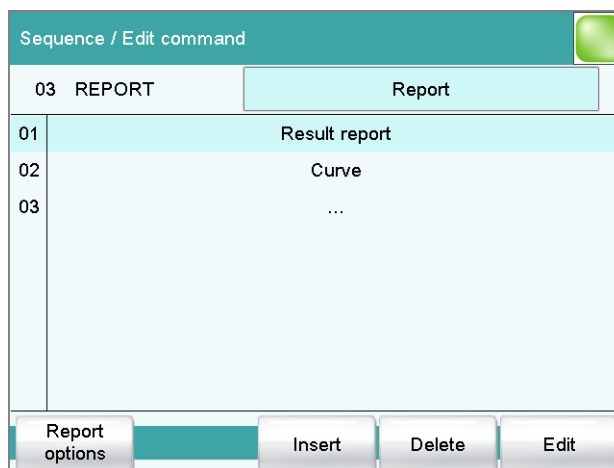 Sequence / Edit command
03 REPORT Report
01 Result report
02 Curve
03 ...
Report
options
Insert Delete Edit